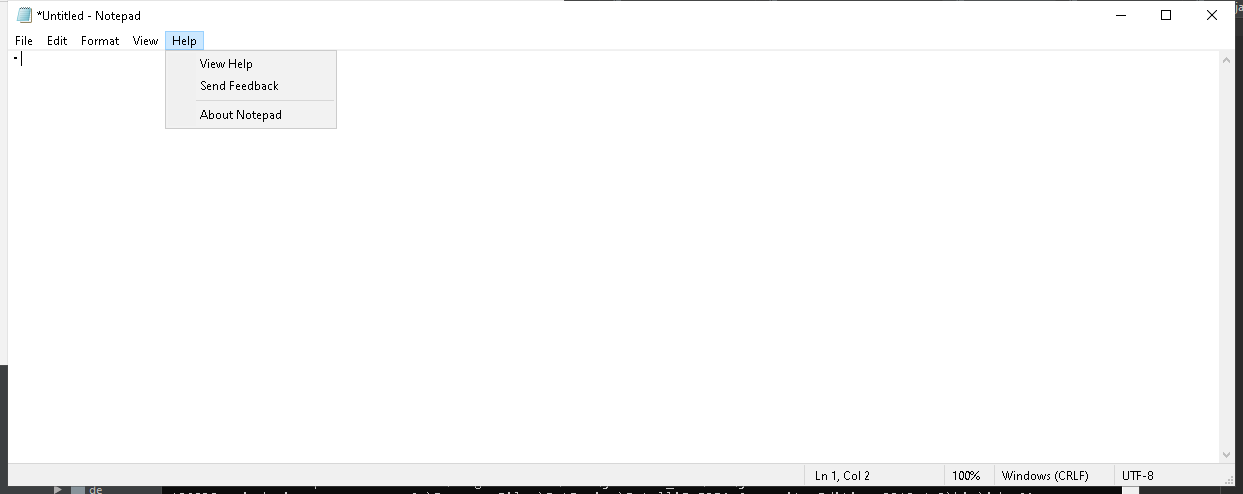 *Untitled - Notepad
File Edit Format View Help
-
View Help
Send Feedback
About Notepad
Ln 1, Col 2 100% Windows (CRLF) UTF-8
de